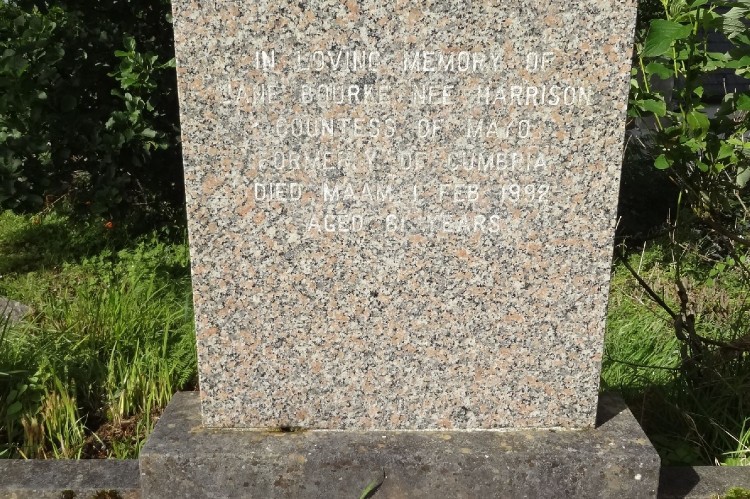 IN LOVING MEMORY OF
JANE BOURKE NEE HARRISON
COUNTESS OF MAYO
FORMERLY OF CUMBRIA
DIED MAAM 1 FEB 1992
AGED 61 YEARS